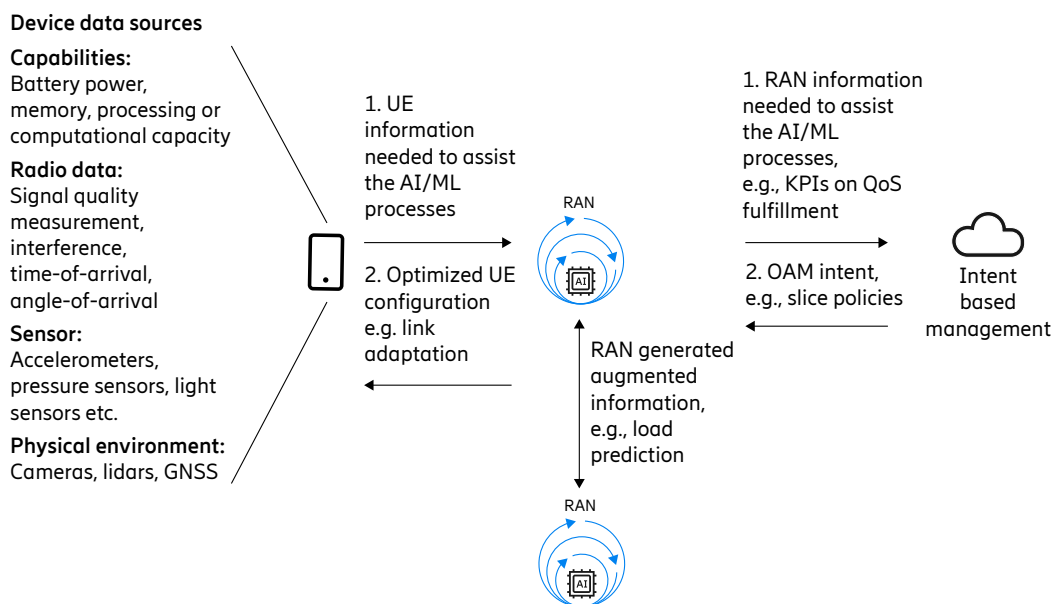 Device data sources
Capabilities:
Battery power,
memory, processing or
computational capacity
Radio data:
Signal quality
measurement,
interference,
time-of-arrival,
angle-of-arrival
Sensor:
Accelerometers,
pressure sensors, light
sensors etc.
Physical environment:
Cameras, lidars, GNSS
1. UE
information
needed to assist
the AI/ML
processes
2. Optimized UE
configuration
e.g. link
adaptation
RAN
AI
RAN generated
augmented
information,
e.g., load
prediction
RAN
AI
1. RAN information
needed to assist
the AI/ML
processes,
e.g., KPIs on QoS
fulfillment
2. OAM intent,
e.g., slice policies
Intent
based
management